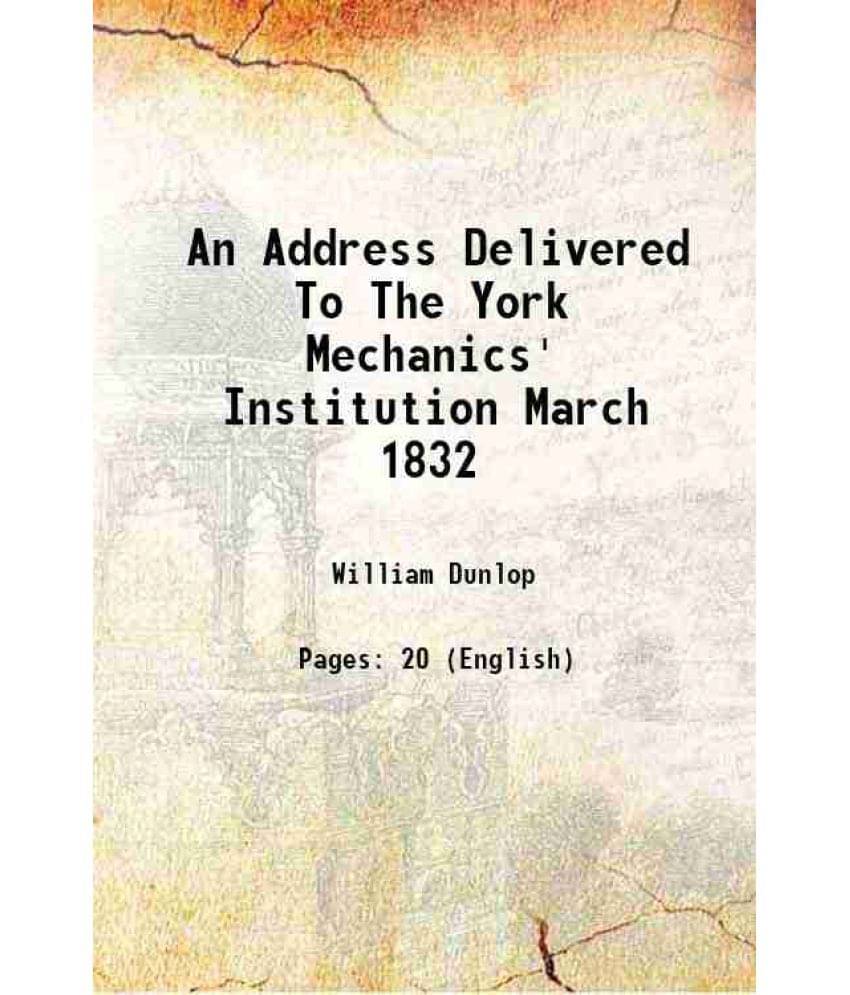 An Address Delivered
To The York
Mechanics'
Institution March
1832
William Dunlop
Pages: 20 (English)